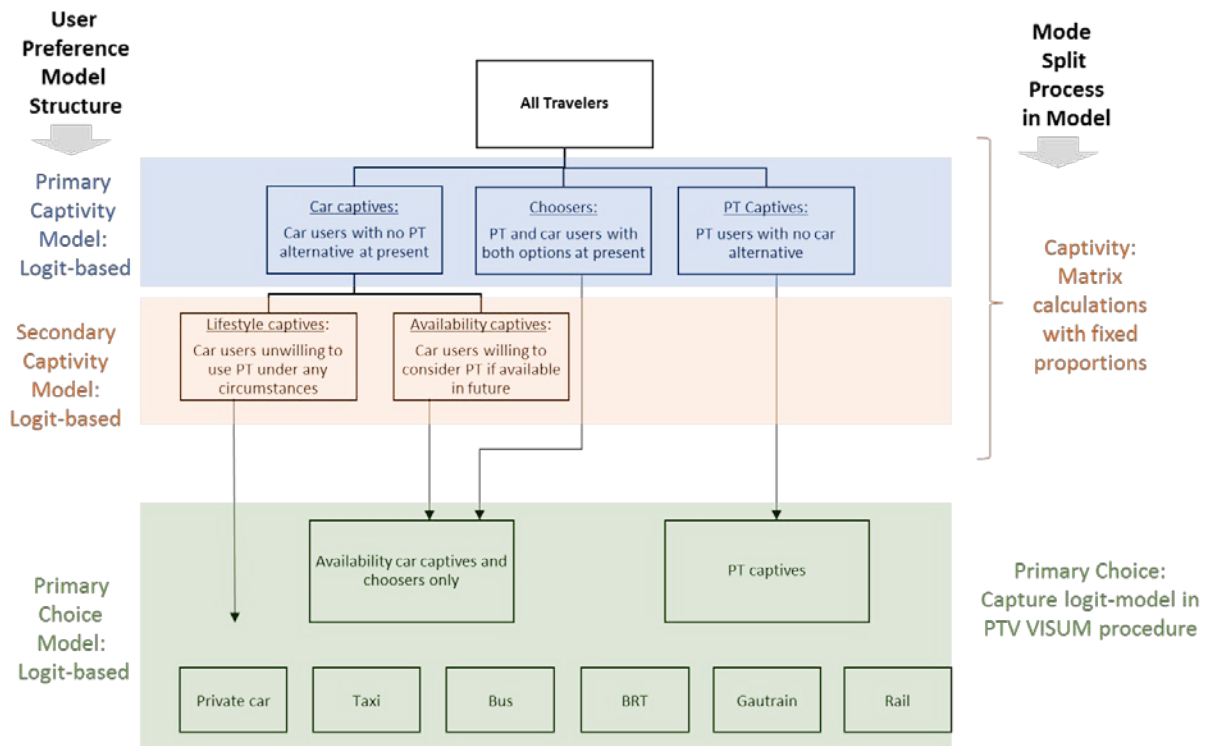 User
Preference
Model
Structure
Mode
Split
Process
in Model
All Travelers
Primary
Captivity
Model:
Logit-based
Car captives:
Car users with no PT
alternative at present
Choosers:
PT and car users with
both options at present
PT Captives:
PT users with no car
alternative
Secondary
Captivity
Model:
Logit-based
Lifestyle captives:
Car users unwilling to
use PT under any
circumstances
Availability captives:
Car users willing to
consider PT if available
in future
Captivity:
Matrix
calculations
with fixed
proportions
Primary
Choice
Model:
Logit-based
Availability car captives and
choosers only
PT captives
Primary Choice:
Capture logit-model in
PTV VISUM procedure
Private car
Taxi
Bus
BRT
Gautrain
Rail